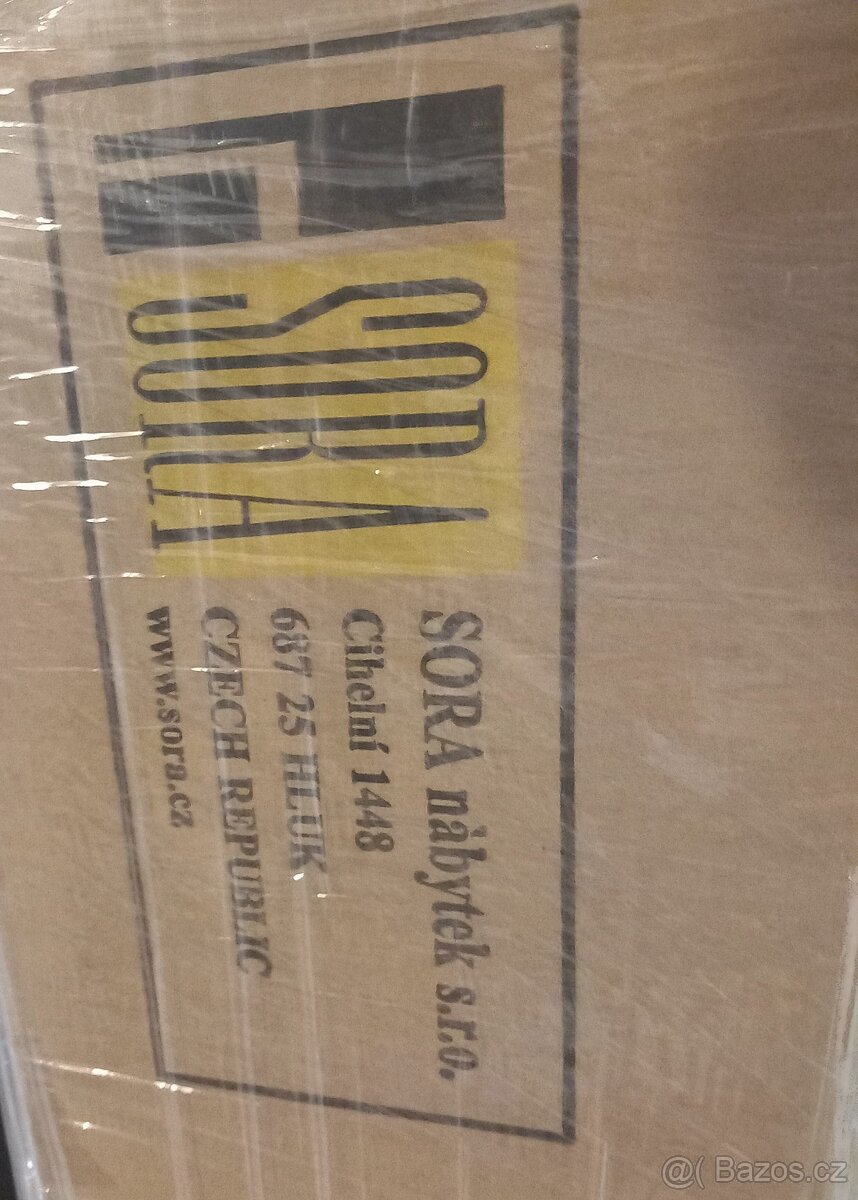 SORA
SORA nábytek s.r.o.
Cihelní 1448
687 25 HLUK
CZECH REPUBLIC
www.sora.cz
@( Bazos.cz